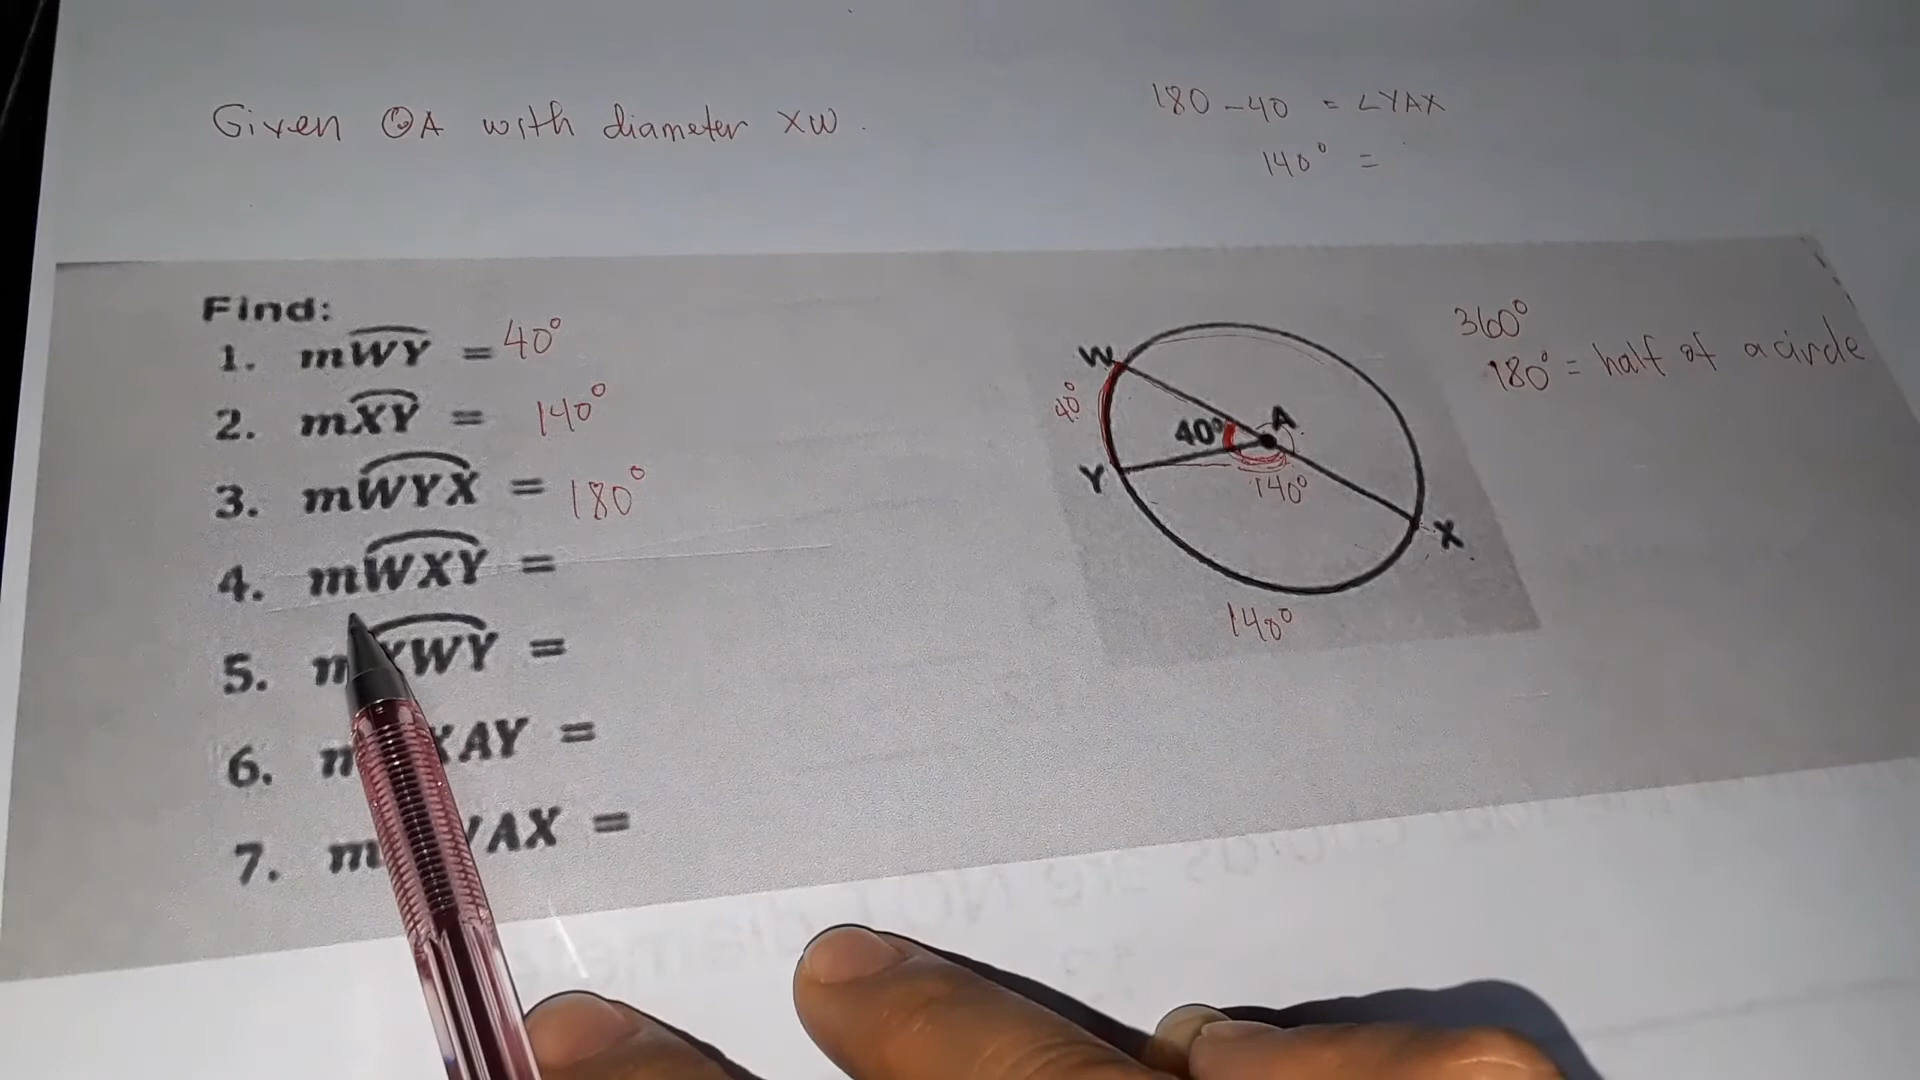 Given ⊙A with diameter XW.
180 - 40 = ∠YAX
140° =
Find:
1. mWY = 40°
2. mXY = 140°
3. mWYX = 180°
4. mWXY =
5. WY =
6. AY =
7. AX =
W
40°
40°
A
Y
140°
X
140°
360°
180° = half of a circle